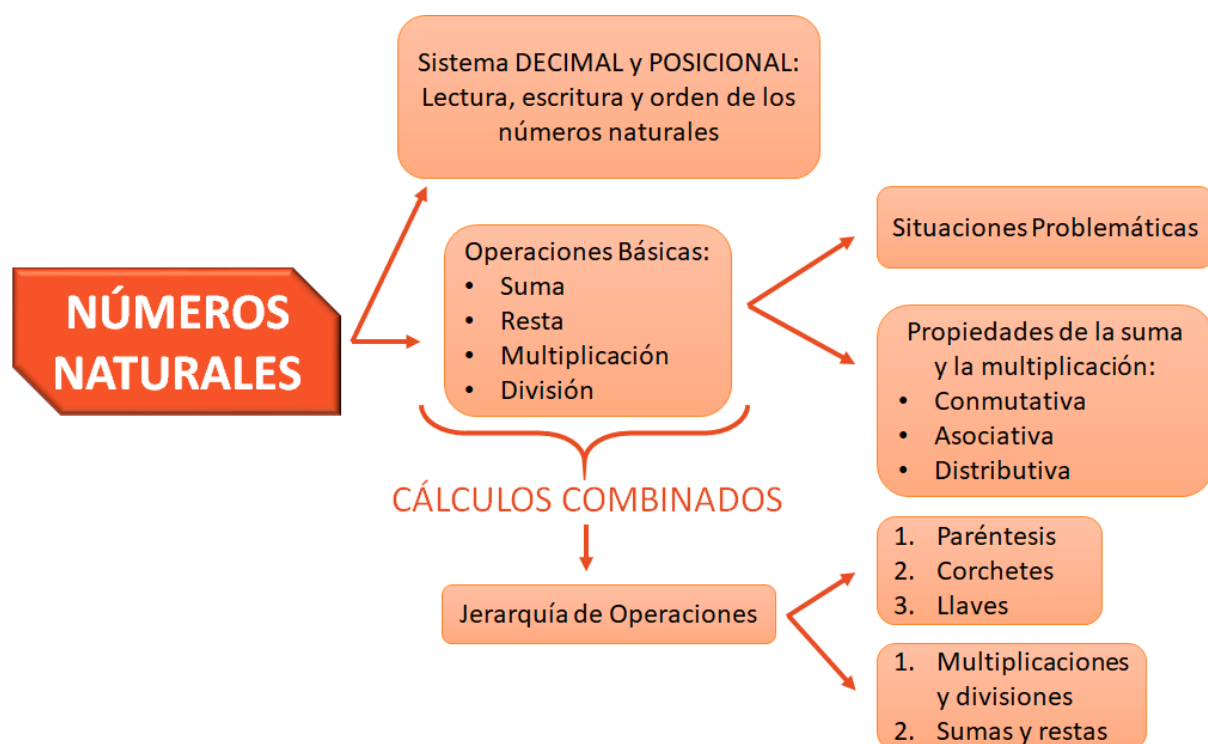 Sistema DECIMAL y POSICIONAL:
Lectura, escritura y orden de los
números naturales
NÚMEROS
NATURALES
Operaciones Básicas:
• Suma
• Resta
• Multiplicación
• División
Situaciones Problemáticas
Propiedades de la suma
y la multiplicación:
• Conmutativa
• Asociativa
• Distributiva
CÁLCULOS COMBINADOS
Jerarquía de Operaciones
1. Paréntesis
2. Corchetes
3. Llaves
1. Multiplicaciones
y divisiones
2. Sumas y restas